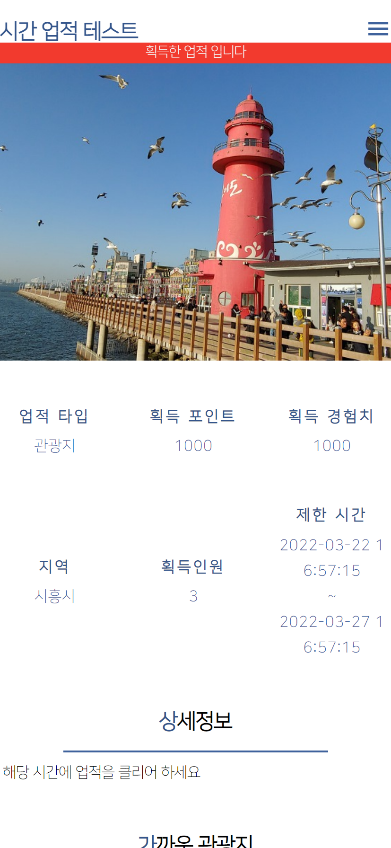 시간 업적 테스트
획득한 업적 입니다
업적 타입
관광지
획득 포인트
1000
획득 경험치
1000
지역
시흥시
획득인원
3
제한 시간
2022-03-22 1
6:57:15
~
2022-03-27 1
6:57:15
상세정보
해당 시간에 업적을 클리어 하세요
가까운 관광지